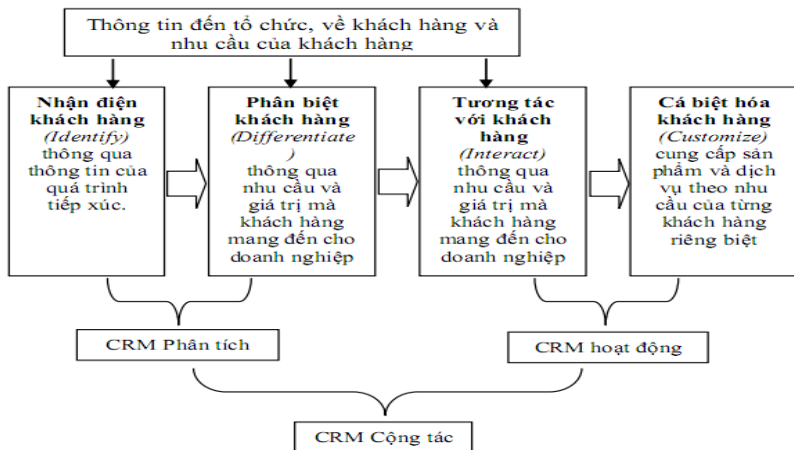 Thông tin đến tổ chức, về khách hàng và
nhu cầu của khách hàng
Nhận điện
khách hàng
(Identify)
thông qua
thông tin của
quá trình
tiếp xúc.
Phân biệt
khách hàng
(Differentiate
)
thông qua
nhu cầu và
giá trị mà
khách hàng
mang đến cho
doanh nghiệp
Tương tác
với khách
hàng
(Interact)
thông qua
nhu cầu và
giá trị mà
khách hàng
mang đến cho
doanh nghiệp
Cá biệt hóa
khách hàng
(Customize)
cung cấp sản
phẩm và dịch
vụ theo nhu
cầu của từng
khách hàng
riêng biệt
CRM Phân tích
CRM hoạt động
CRM Cộng tác